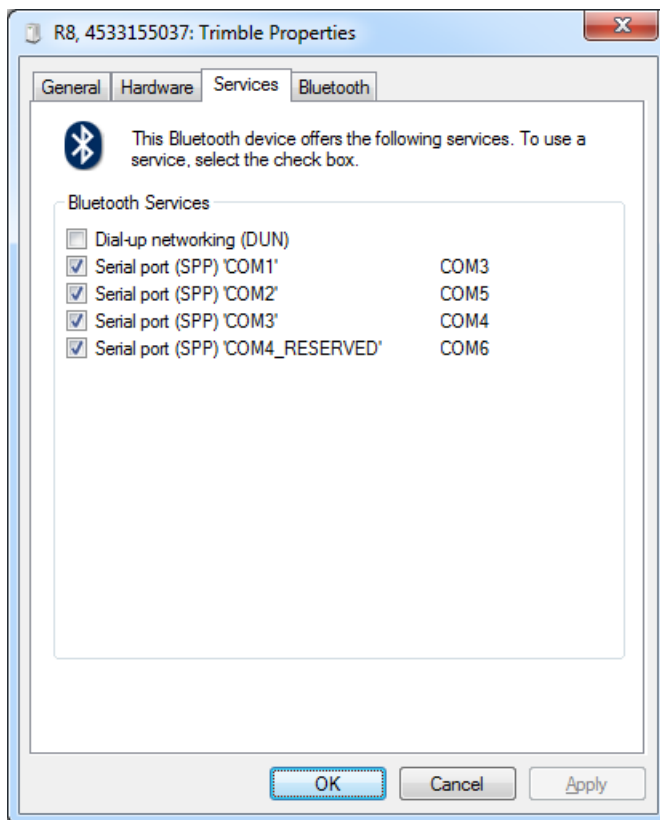 R8, 4533155037: Trimble Properties
General Hardware Services Bluetooth
This Bluetooth device offers the following services. To use a
service, select the check box.
Bluetooth Services
Dial-up networking (DUN)
Serial port (SPP) 'COM1' COM3
Serial port (SPP) 'COM2' COM5
Serial port (SPP) 'COM3' COM4
Serial port (SPP) 'COM4_RESERVED' COM6
OK Cancel Apply